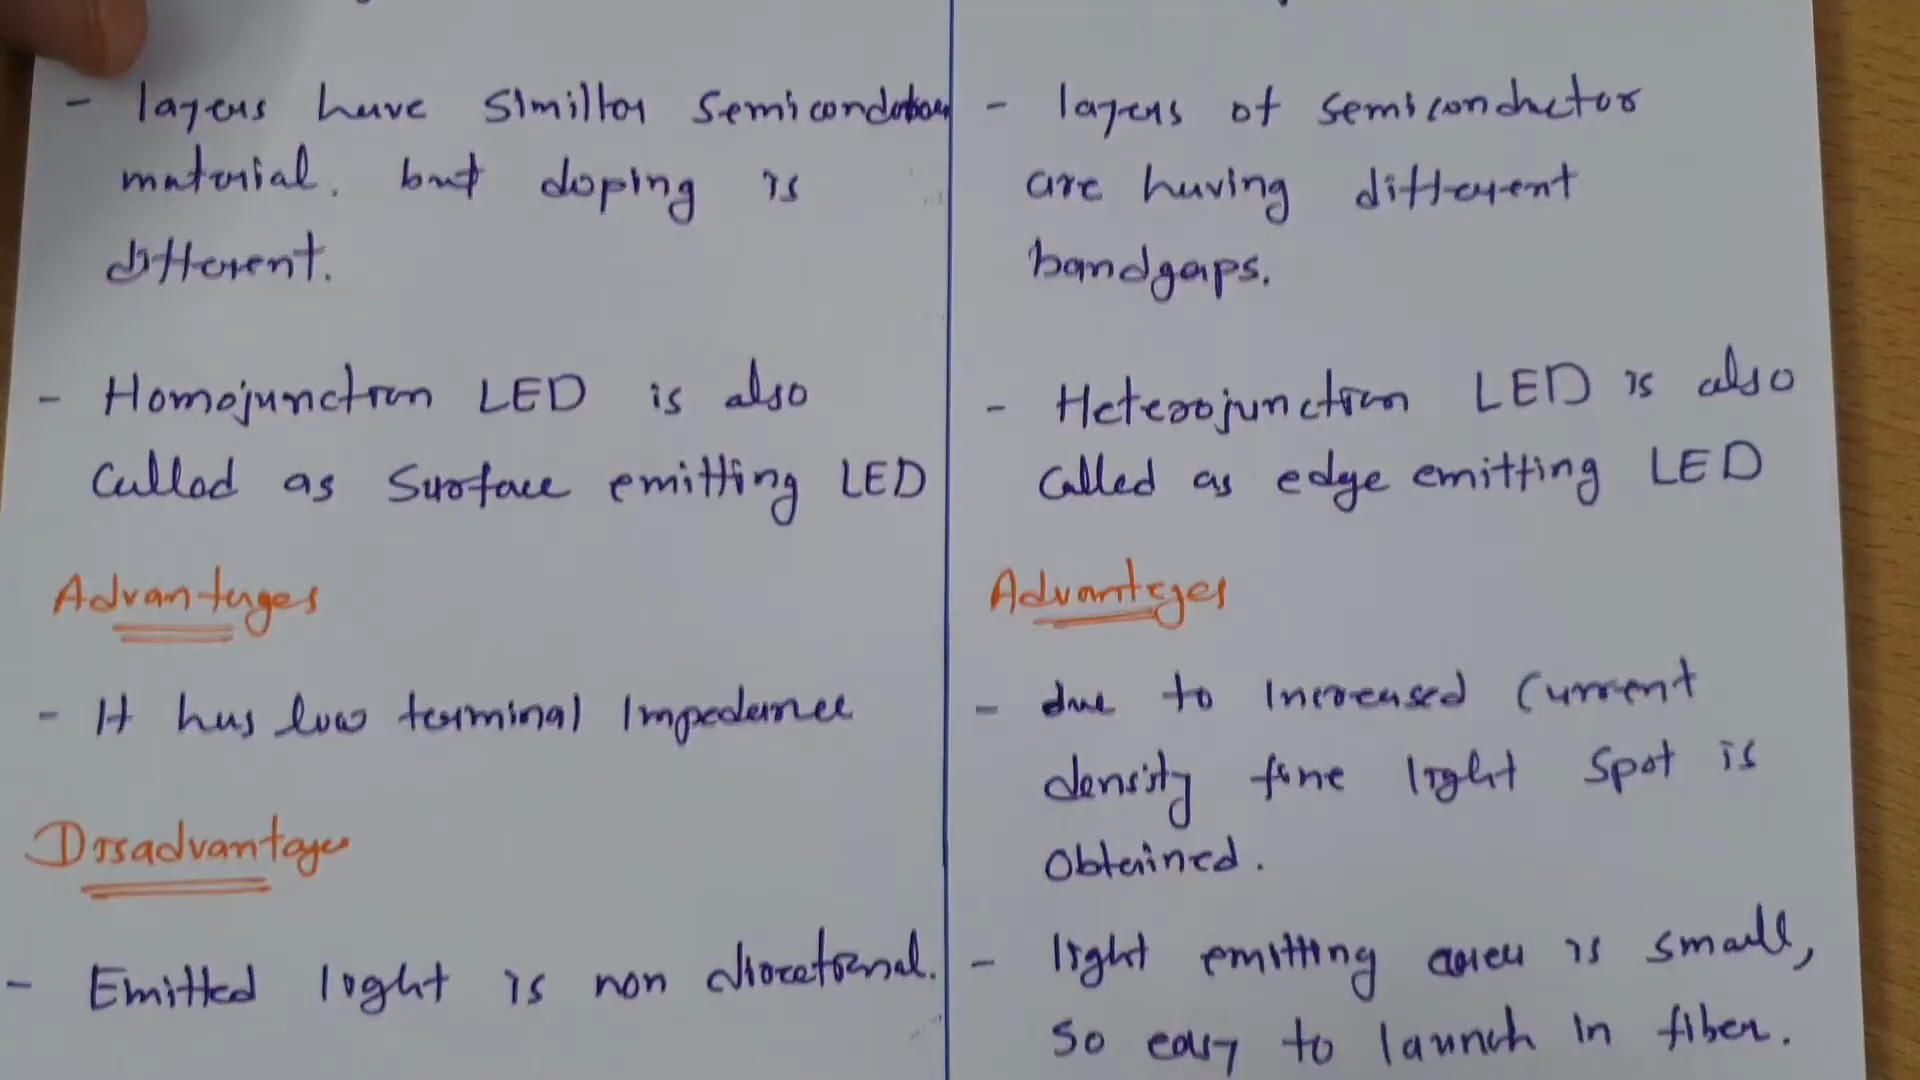 - layers have Simillor Semicondctors
material. but doping is
different.
- Homojunction LED is also
Called as Surface emitting LED
Advantages
- It has low terminal Impedance
Disadvantages
- Emitted light is non directional.
- layers of semiconductor
are having different
bandgaps.
- Heterojunction LED is also
Called as edge emitting LED
Advantages
- due to Increased Current
density fine light Spot is
Obtained.
- light emitting area is small,
So easy to launch in fiber.